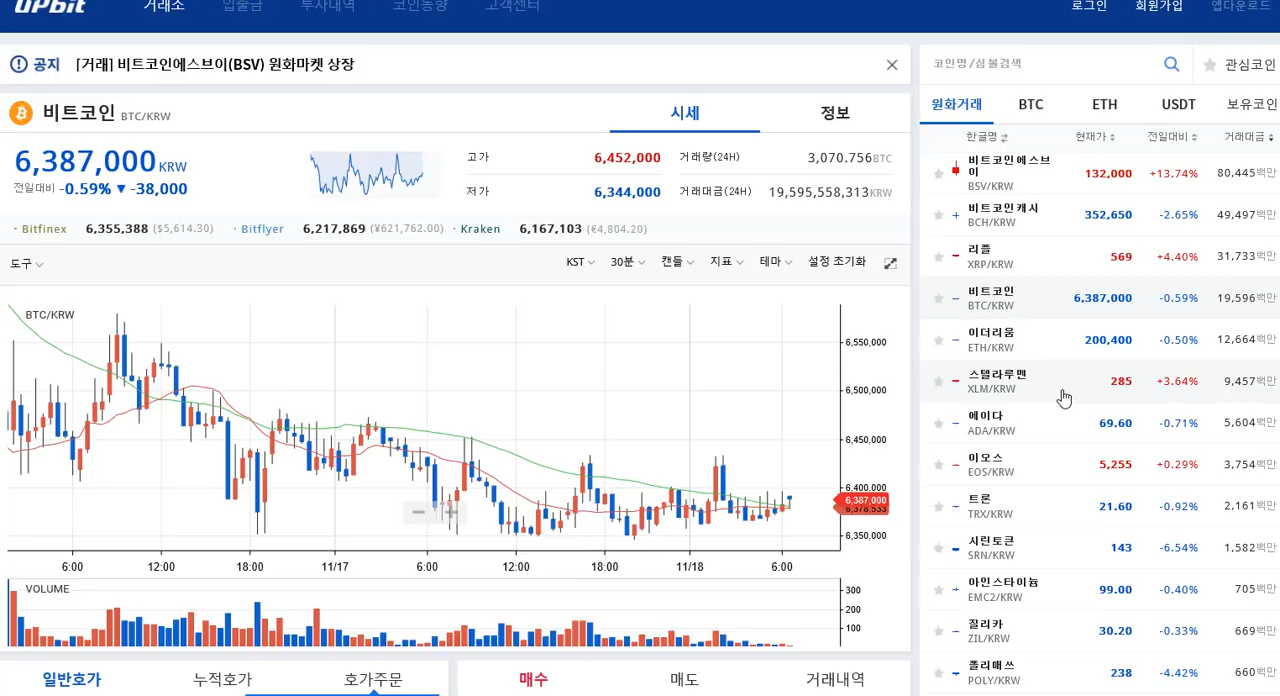 UPbit
거래소 입출금 투자내역 코인동향 고객센터 로그인 회원가입 앱다운로드
공지 [거래] 비트코인에스브이(BSV) 원화마켓 상장
비트코인 BTC/KRW 시세 정보
6,387,000 KRW
전일대비 -0.59% ▼ -38,000
고가 6,452,000 거래량(24H) 3,070.756BTC
저가 6,344,000 거래대금(24H) 19,595,558,313KRW
· Bitfinex 6,355,388 ($5,614.30) · Bitflyer 6,217,869 (¥621,762.00) · Kraken 6,167,103 (€4,804.20)
도구 KST 30분 캔들 지표 테마 설정 초기화
BTC/KRW
6,550,000
6,500,000
6,450,000
6,400,000
6,387,000
6,350,000
6:00 12:00 18:00 11/17 6:00 12:00 18:00 11/18 6:00
VOLUME
300
200
100
일반호가 누적호가 호가주문 매수 매도 거래내역
코인명/심볼검색 관심코인
원화거래 BTC ETH USDT 보유코인
한글명 현재가 전일대비 거래대금
비트코인에스브
이
BSV/KRW 132,000 +13.74% 80,445백만
비트코인캐시
BCH/KRW 352,650 -2.65% 49,497백만
리플
XRP/KRW 569 +4.40% 31,733백만
비트코인
BTC/KRW 6,387,000 -0.59% 19,596백만
이더리움
ETH/KRW 200,400 -0.50% 12,664백만
스텔라루멘
XLM/KRW 285 +3.64% 9,457백만
에이다
ADA/KRW 69.60 -0.71% 5,604백만
이오스
EOS/KRW 5,255 +0.29% 3,754백만
트론
TRX/KRW 21.60 -0.92% 2,161백만
시린토큰
SRN/KRW 143 -6.54% 1,582백만
아인스타이늄
EMC2/KRW 99.00 -0.40% 705백만
질리카
ZIL/KRW 30.20 -0.33% 669백만
폴리매쓰
POLY/KRW 238 -4.42% 660백만